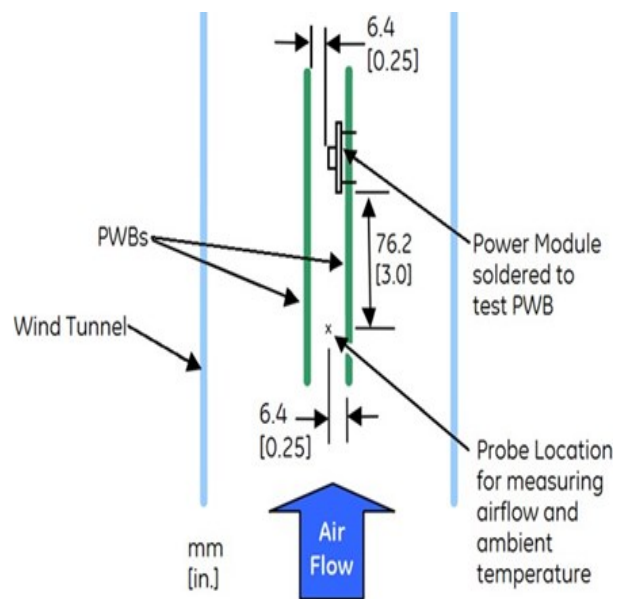 6.4
[0.25]
PWBs
76.2
[3.0]
Power Module
soldered to
test PWB
Wind Tunnel
x
6.4
[0.25]
Probe Location
for measuring
airflow and
ambient
temperature
Air
Flow
mm
[in.]